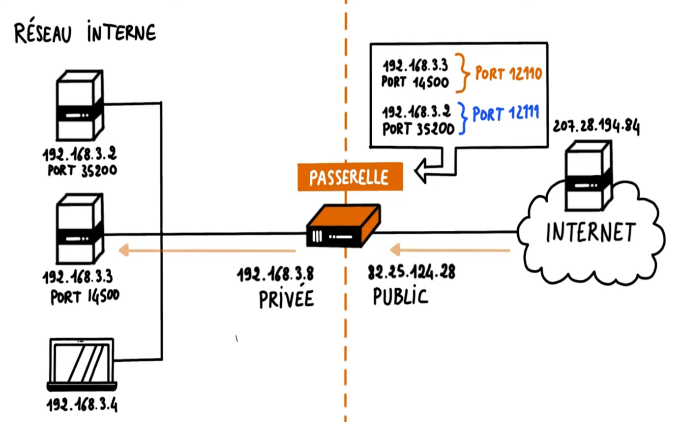 RÉSEAU INTERNE
192.168.3.2
PORT 35200
192.168.3.3
PORT 14500
192.168.3.4
PASSERELLE
192.168.3.8
PRIVÉE
82.25.124.28
PUBLIC
192.168.3.3
PORT 14500
PORT 12110
192.168.3.2
PORT 35200
PORT 12111
207.28.194.84
INTERNET